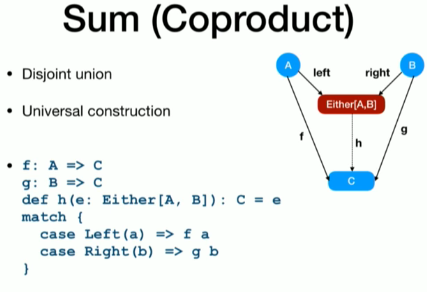 Sum (Coproduct)
• Disjoint union
• Universal construction
• f: A => C
g: B => C
def h(e: Either[A, B]): C = e
match {
case Left(a) => f a
case Right(b) => g b
}
A
B
left
right
Either[A,B]
f
h
g
C